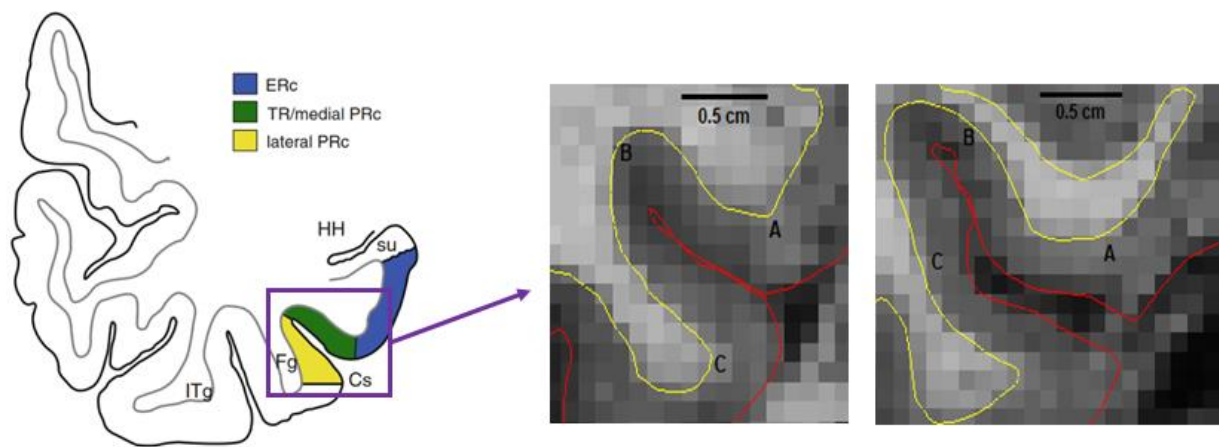 ERc
TR/medial PRc
lateral PRc
HH
su
Fg
Cs
ITg
0.5 cm
B
A
C
0.5 cm
B
A
C